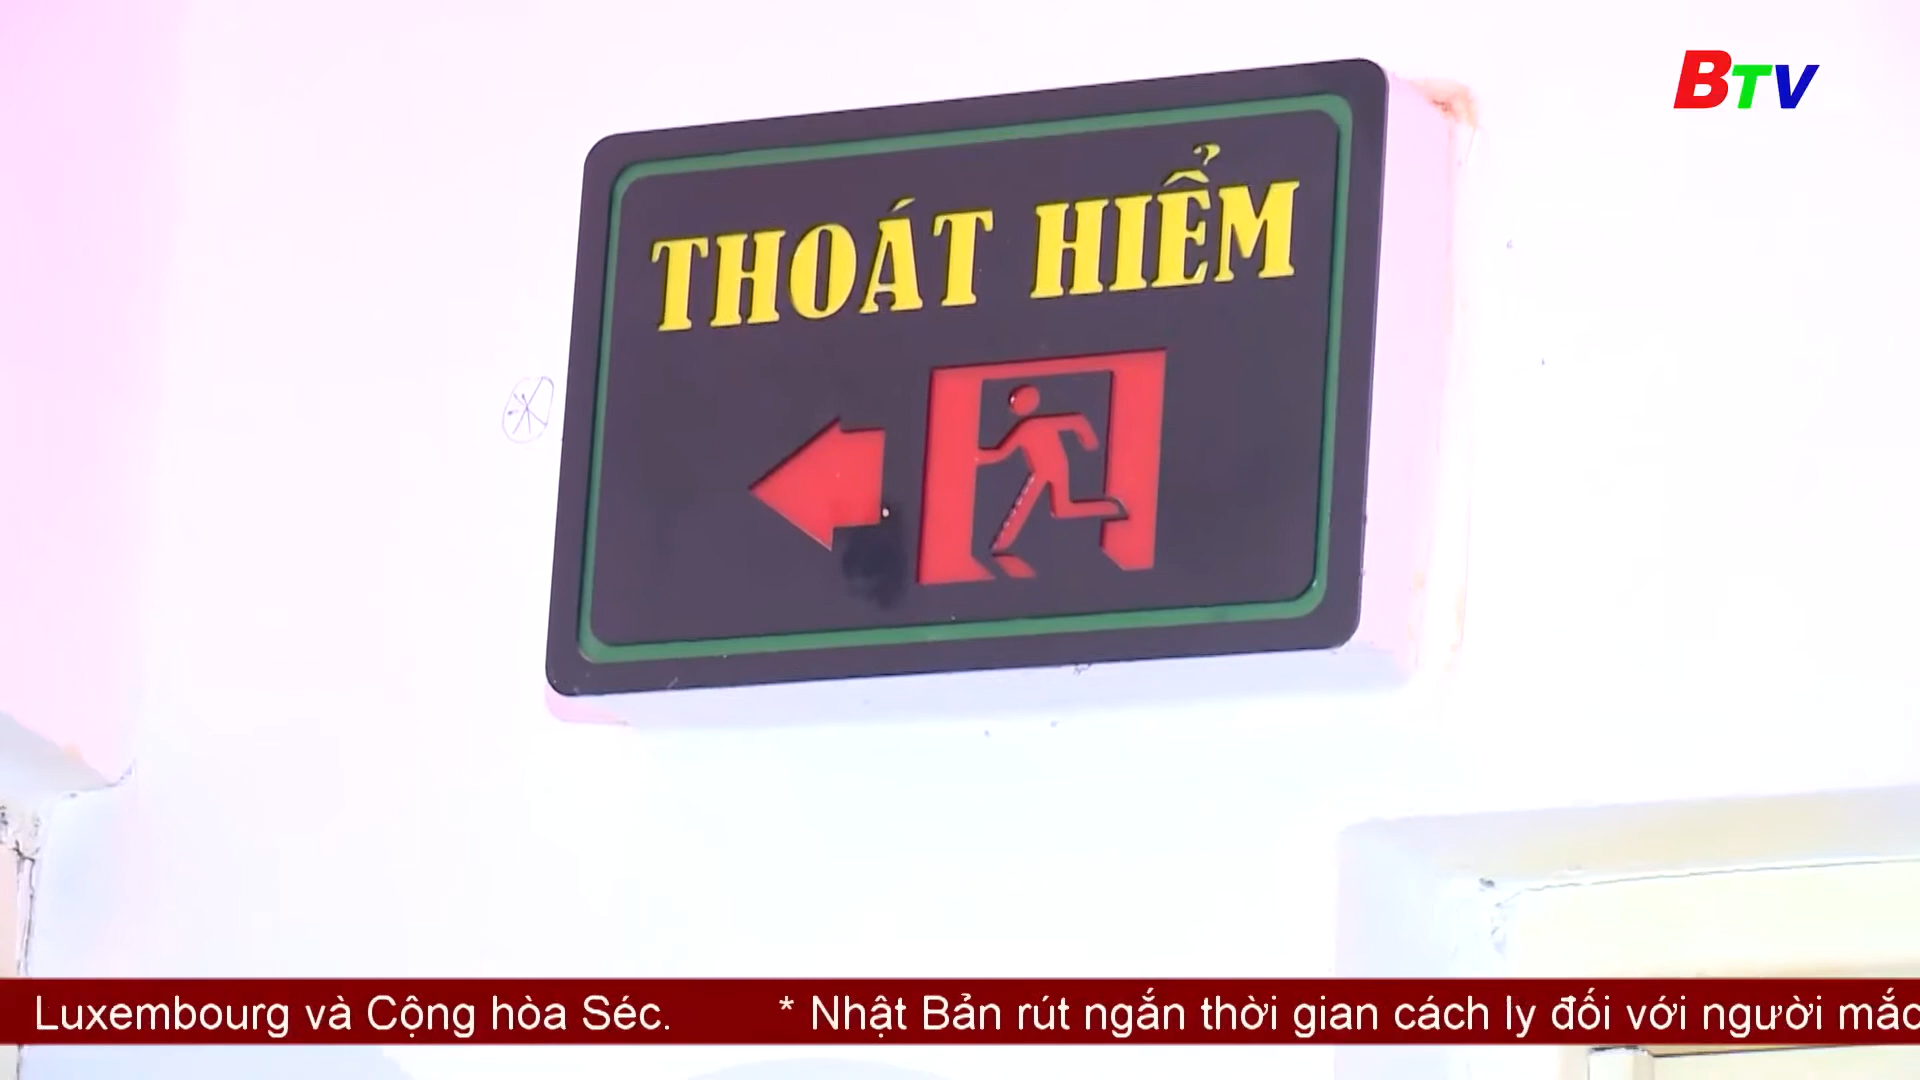 BTV
THOÁT HIỂM
Luxembourg và Cộng hòa Séc. * Nhật Bản rút ngắn thời gian cách ly đối với người mắc